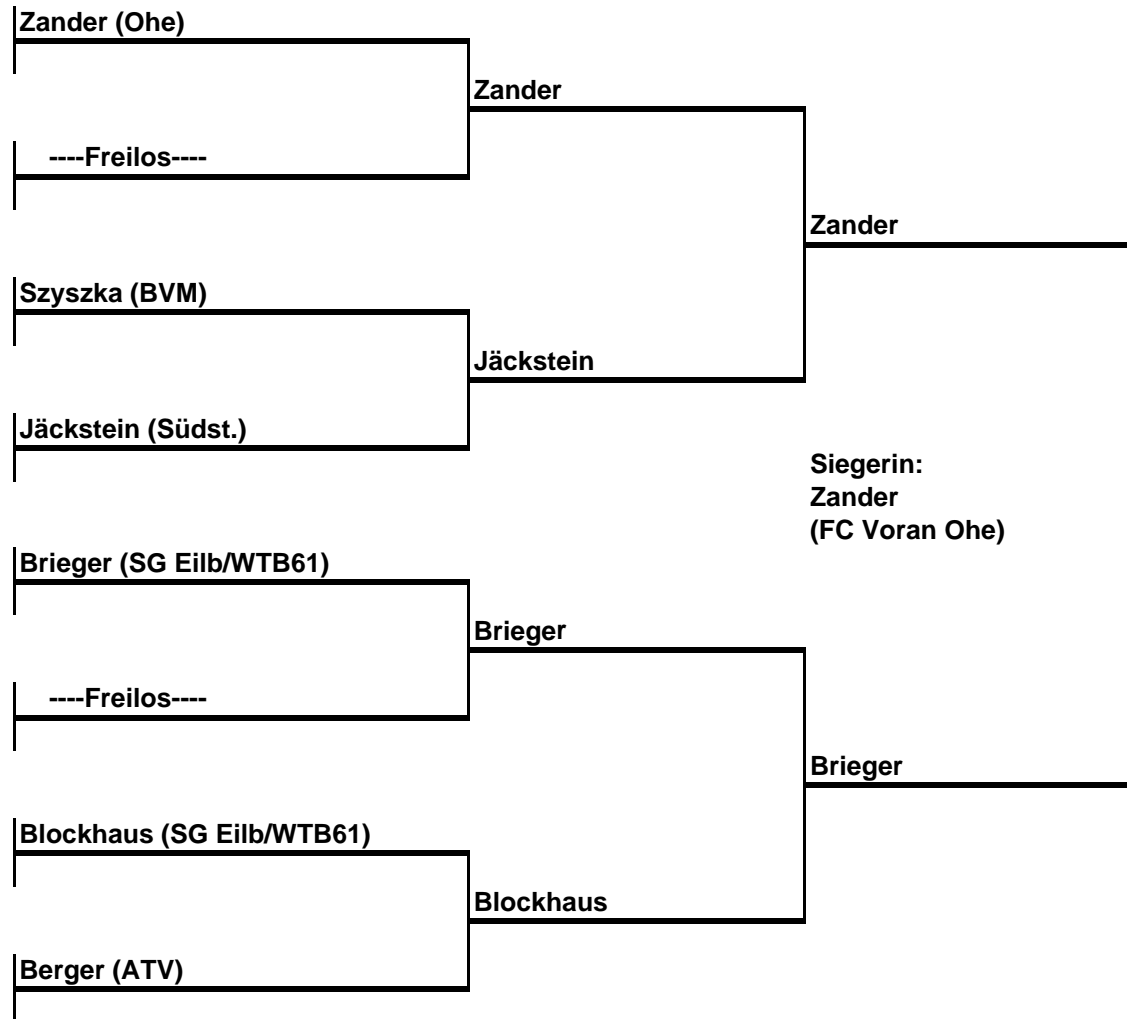 Zander (Ohe)
Zander
----Freilos----
Zander
Szyszka (BVM)
Jäckstein
Jäckstein (Südst.)
Siegerin:
Zander
(FC Voran Ohe)
Brieger (SG Eilb/WTB61)
Brieger
----Freilos----
Brieger
Blockhaus (SG Eilb/WTB61)
Blockhaus
Berger (ATV)